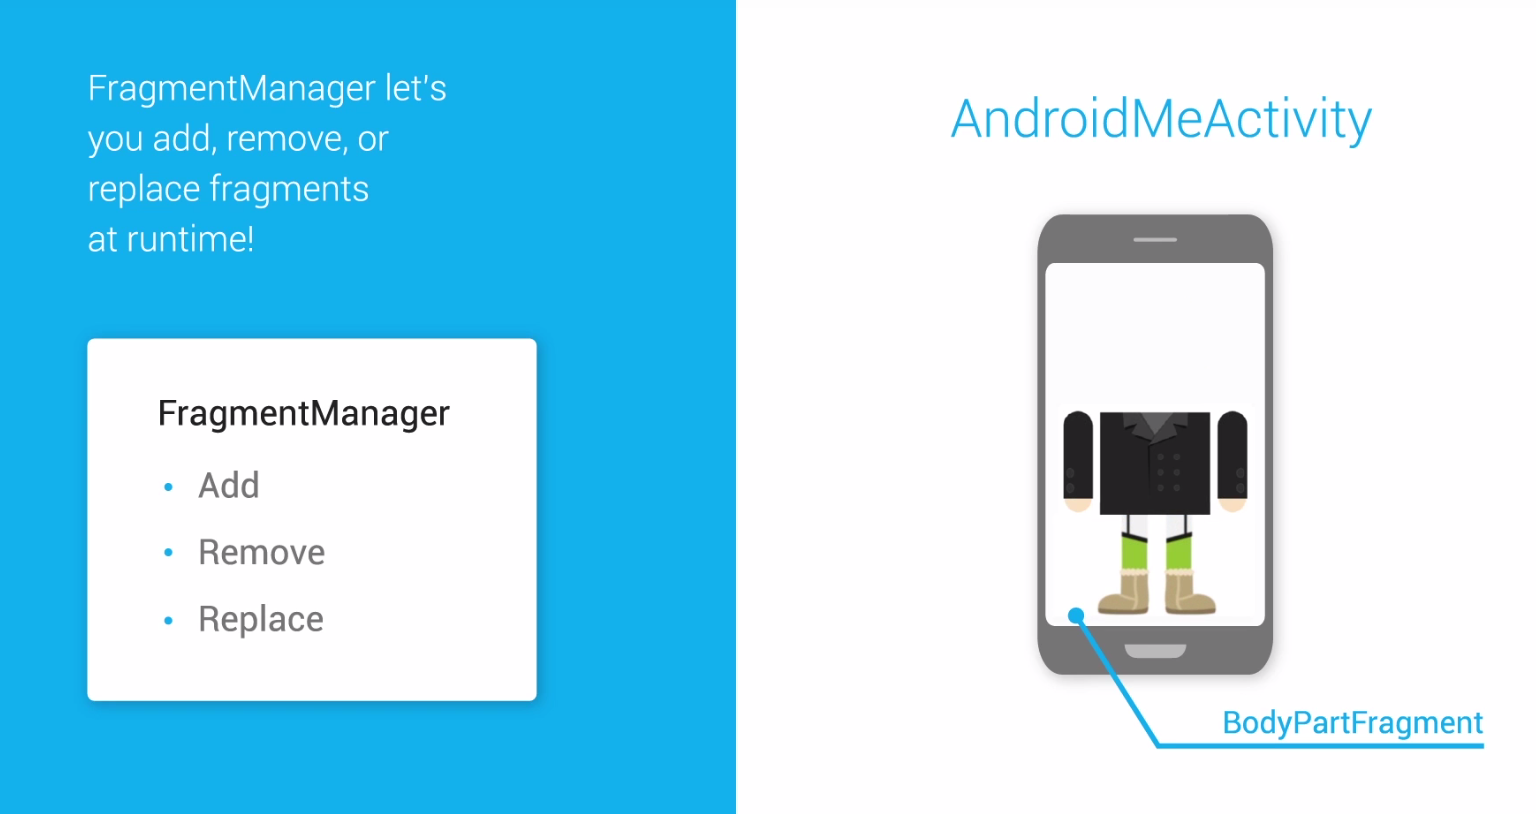 FragmentManager let's
you add, remove, or
replace fragments
at runtime!
FragmentManager
• Add
• Remove
• Replace
AndroidMeActivity
BodyPartFragment